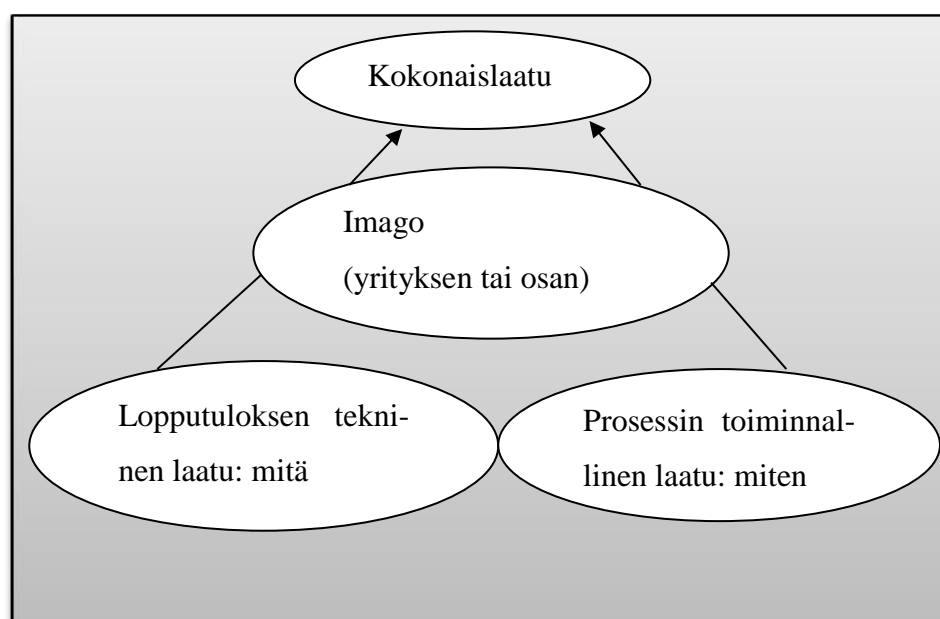 Kokonaislaatu
Imago
(yrityksen tai osan)
Lopputuloksen tekni-
nen laatu: mitä
Prosessin toiminnal-
linen laatu: miten